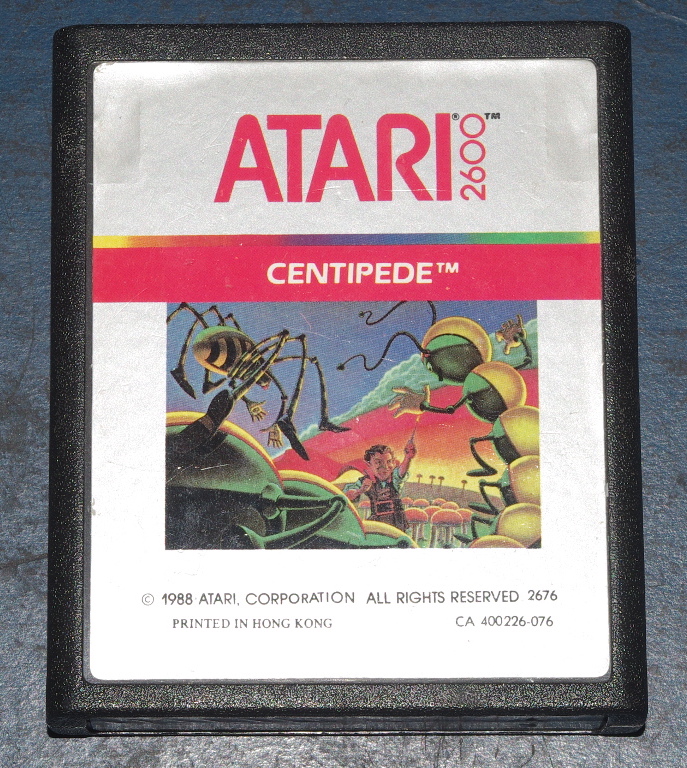 ATARI® 2600™
CENTIPEDE™
© 1988 ATARI, CORPORATION ALL RIGHTS RESERVED 2676
PRINTED IN HONG KONG CA 400226-076